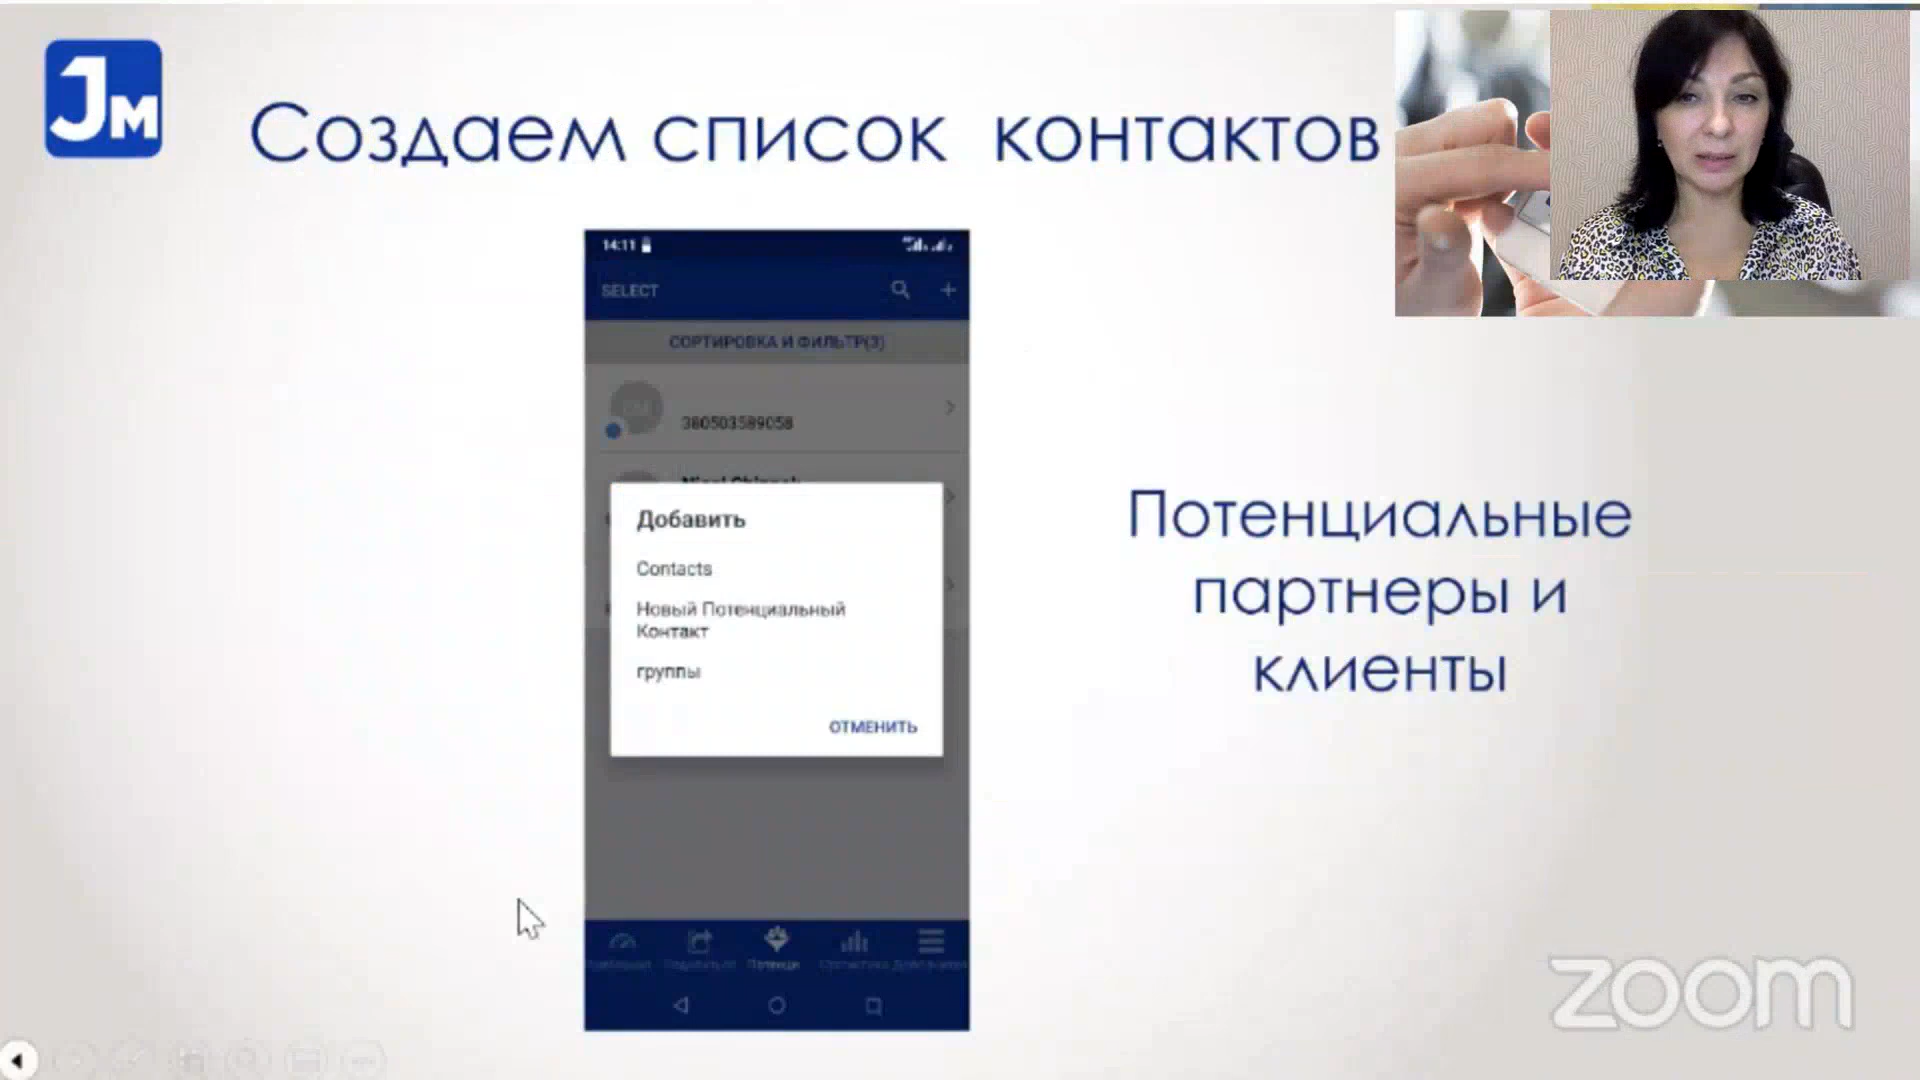 JM
Создаем список контактов
14:11
SELECT
СОРТИРОВКА И ФИЛЬТР(3)
380503589058
Добавить
Contacts
Новый Потенциальный
Контакт
группы
ОТМЕНИТЬ
Потенциальные
партнеры и
клиенты
zoom